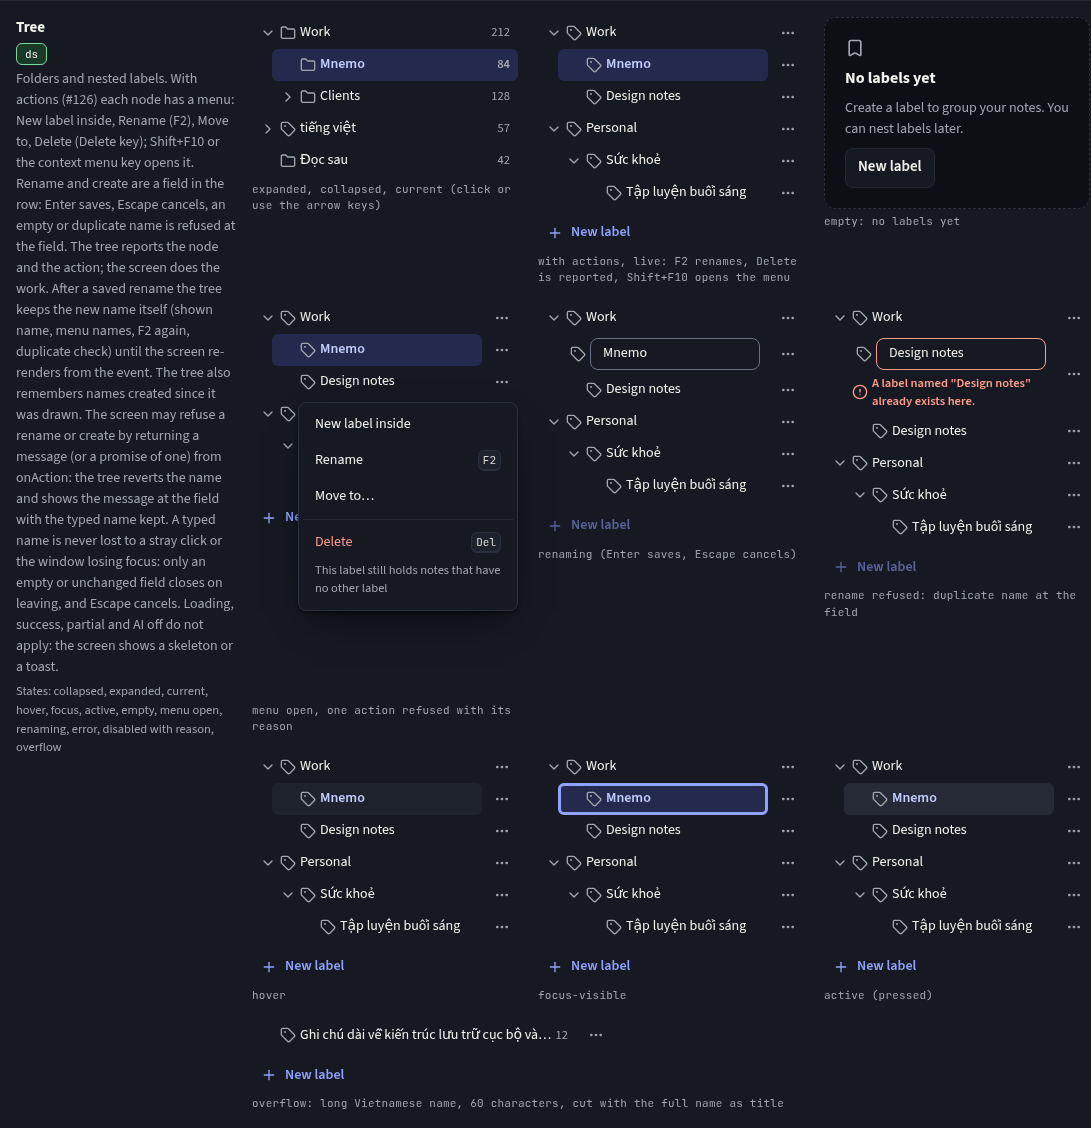 Tree
ds
Folders and nested labels. With
actions (#126) each node has a menu:
New label inside, Rename (F2), Move
to, Delete (Delete key); Shift+F10 or
the context menu key opens it.
Rename and create are a field in the
row: Enter saves, Escape cancels, an
empty or duplicate name is refused at
the field. The tree reports the node
and the action; the screen does the
work. After a saved rename the tree
keeps the new name itself (shown
name, menu names, F2 again,
duplicate check) until the screen re-
renders from the event. The tree also
remembers names created since it
was drawn. The screen may refuse a
rename or create by returning a
message (or a promise of one) from
onAction: the tree reverts the name
and shows the message at the field
with the typed name kept. A typed
name is never lost to a stray click or
the window losing focus: only an
empty or unchanged field closes on
leaving, and Escape cancels. Loading,
success, partial and AI off do not
apply: the screen shows a skeleton or
a toast.
States: collapsed, expanded, current,
hover, focus, active, empty, menu open,
renaming, error, disabled with reason,
overflow
Work 212
Mnemo 84
Clients 128
tiếng việt 57
Đọc sau 42
expanded, collapsed, current (click or
use the arrow keys)
Work
Mnemo
Design notes
Personal
Sức khoẻ
Tập luyện buổi sáng
New label
with actions, live: F2 renames, Delete
is reported, Shift+F10 opens the menu
No labels yet
Create a label to group your notes. You
can nest labels later.
New label
empty: no labels yet
Work
Mnemo
Design notes
Ne
New label inside
Rename F2
Move to…
Delete Del
This label still holds notes that have
no other label
menu open, one action refused with its
reason
Work
Mnemo
Design notes
Personal
Sức khoẻ
Tập luyện buổi sáng
New label
renaming (Enter saves, Escape cancels)
Work
Design notes
A label named "Design notes"
already exists here.
Design notes
Personal
Sức khoẻ
Tập luyện buổi sáng
New label
rename refused: duplicate name at the
field
Work
Mnemo
Design notes
Personal
Sức khoẻ
Tập luyện buổi sáng
New label
hover
Work
Mnemo
Design notes
Personal
Sức khoẻ
Tập luyện buổi sáng
New label
focus-visible
Work
Mnemo
Design notes
Personal
Sức khoẻ
Tập luyện buổi sáng
New label
active (pressed)
Ghi chú dài về kiến trúc lưu trữ cục bộ và… 12
New label
overflow: long Vietnamese name, 60 characters, cut with the full name as title